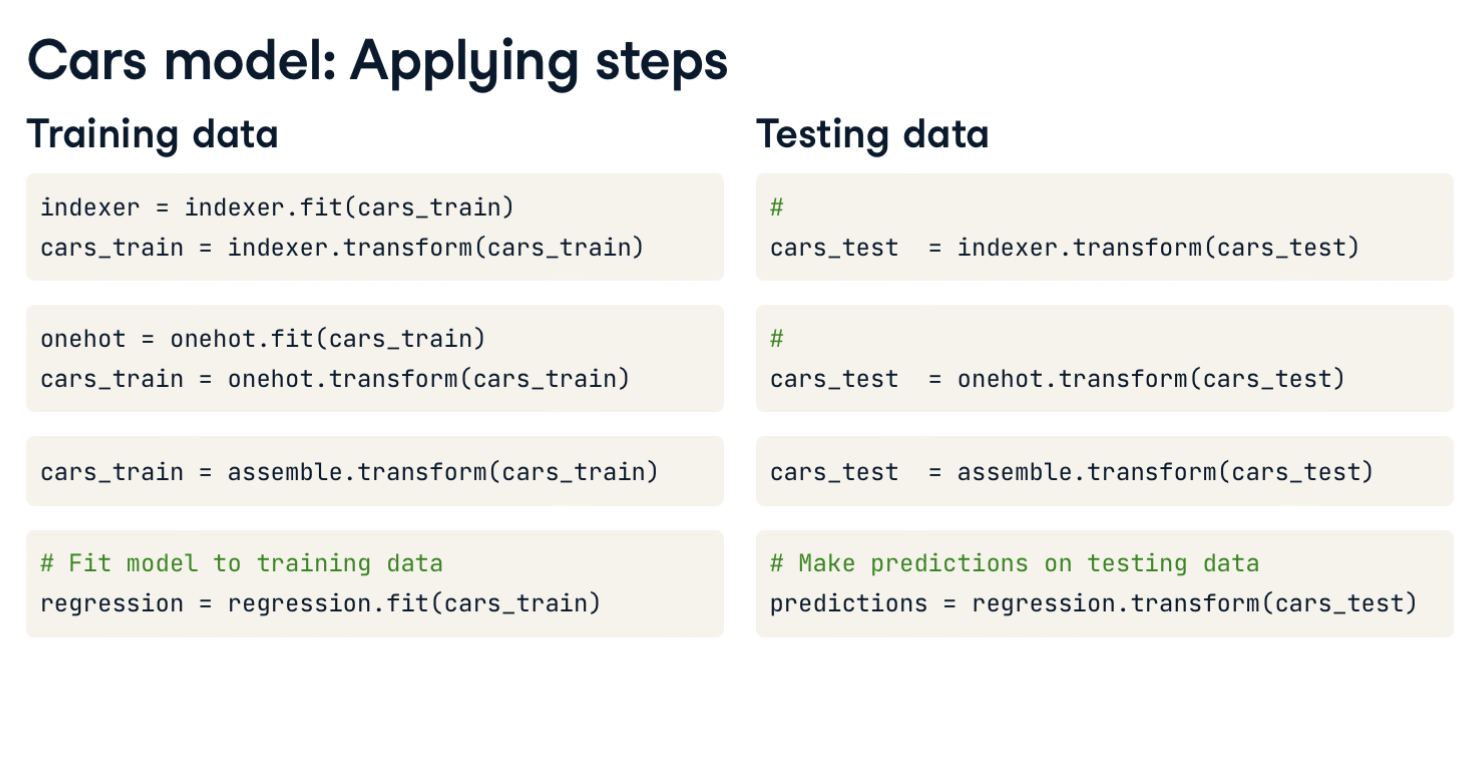 Cars model: Applying steps
Training data
indexer = indexer.fit(cars_train)
cars_train = indexer.transform(cars_train)
onehot = onehot.fit(cars_train)
cars_train = onehot.transform(cars_train)
cars_train = assemble.transform(cars_train)
# Fit model to training data
regression = regression.fit(cars_train)
Testing data
#
cars_test  = indexer.transform(cars_test)
#
cars_test  = onehot.transform(cars_test)
cars_test  = assemble.transform(cars_test)
# Make predictions on testing data
predictions = regression.transform(cars_test)